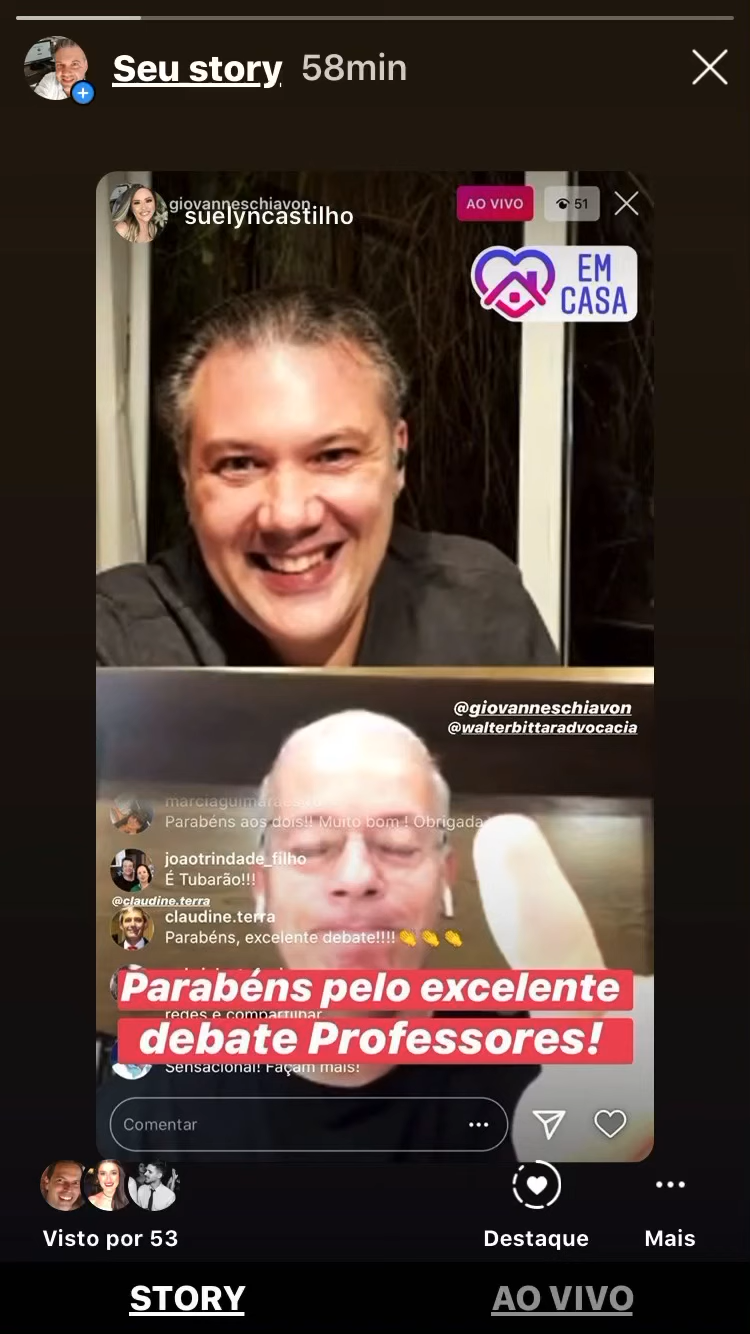 Seu story 58min
giovanneschiavon
suelyncastilho
AO VIVO 51
EM
CASA
@giovanneschiavon
@walterbittaradvocacia
Parabéns aos dois!! Muito bom ! Obrigada
joaotrindade_filho
É Tubarão!!!
@claudine.terra
claudine.terra
Parabéns, excelente debate!!!! 👏👏👏
Parabéns pelo excelente
redes e compartilhar
debate Professores!
Sensacional! Façam mais!
Comentar
Visto por 53
Destaque
Mais
STORY
AO VIVO